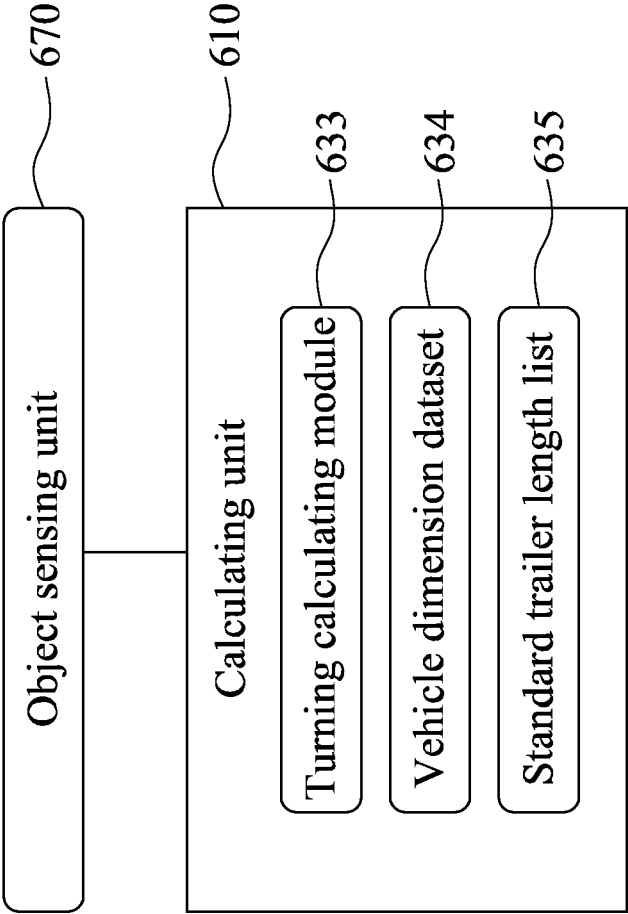 Object sensing unit
670
Calculating unit
610
Turning calculating module
633
Vehicle dimension dataset
634
Standard trailer length list
635